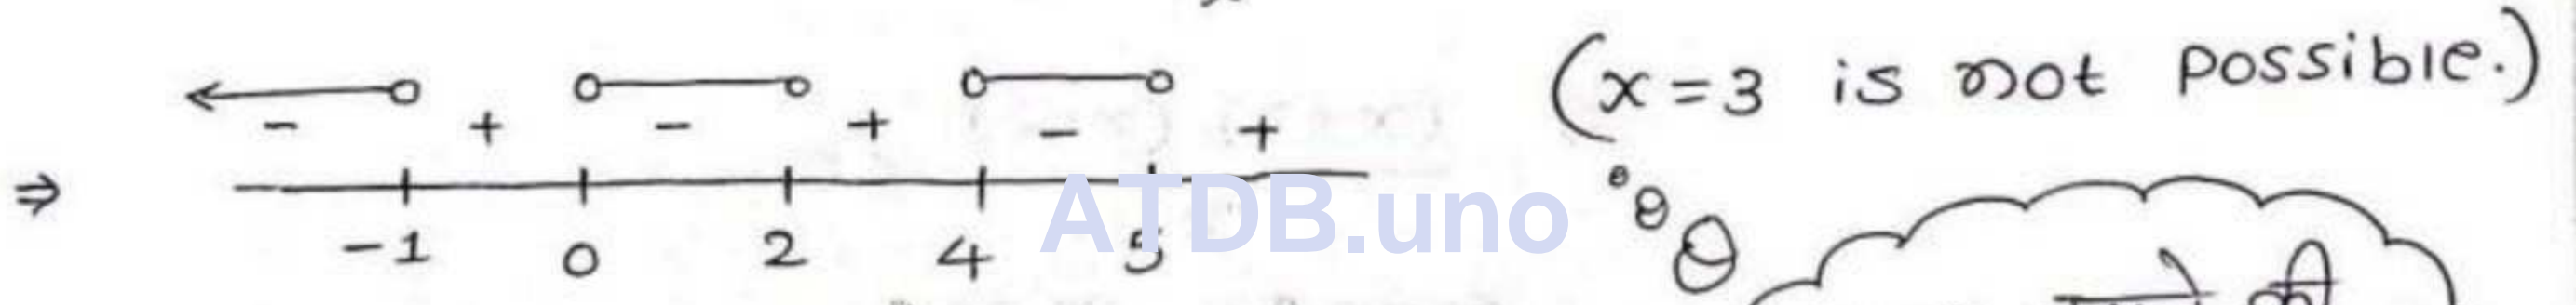 (x = 3 is not possible.)
- + - + - +
⇒
-1 0 2 4 5
ATDB.uno